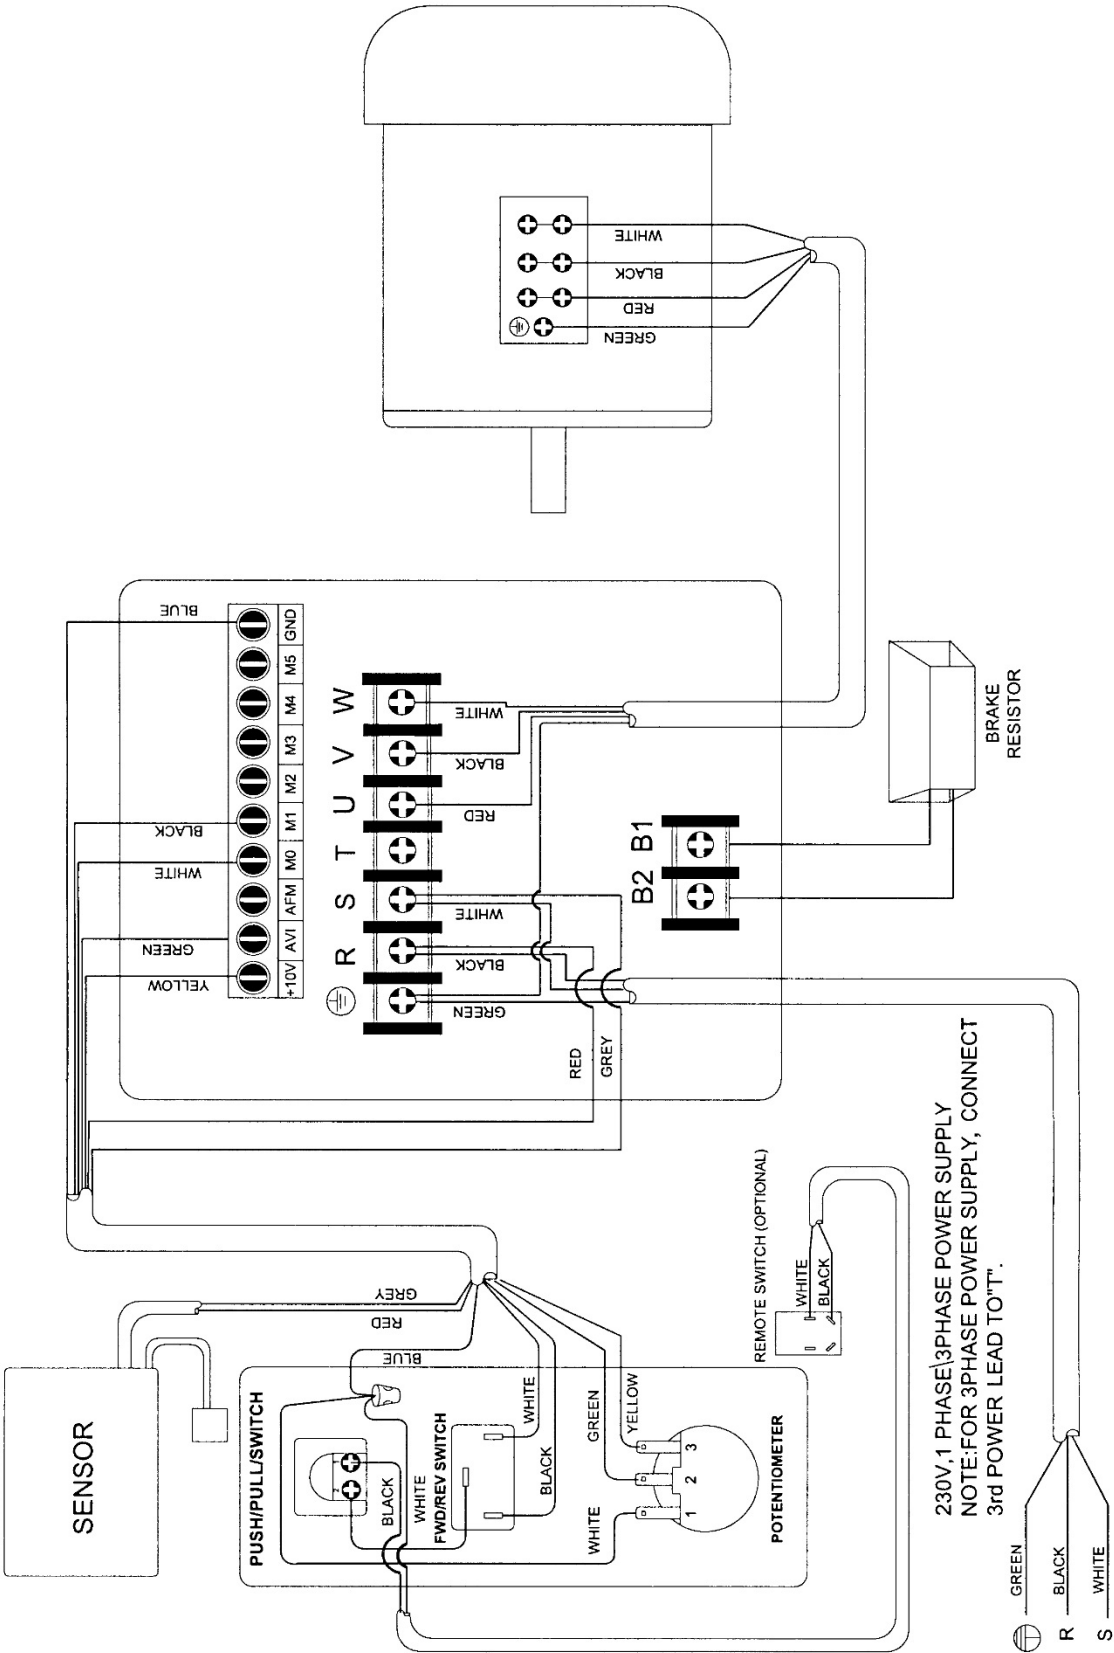 WHITE
BLACK
RED
GREEN
BLUE
BLACK
WHITE
GREEN
YELLOW
GND
M5
M4
M3
M2
M1
M0
AFM
AVI
+10V
W
V
U
T
S
R
WHITE
BLACK
RED
WHITE
BLACK
GREEN
RED
GREY
B1
B2
BRAKE
RESISTOR
SENSOR
GREY
RED
BLUE
PUSH/PULL/SWITCH
BLACK
WHITE
FWD/REV SWITCH
WHITE
BLACK
GREEN
YELLOW
WHITE
3
2
1
POTENTIOMETER
REMOTE SWITCH (OPTIONAL)
WHITE
BLACK
230V,1 PHASE\3PHASE POWER SUPPLY
NOTE:FOR 3PHASE POWER SUPPLY, CONNECT
3rd POWER LEAD TO"T".
GREEN
R BLACK
S WHITE